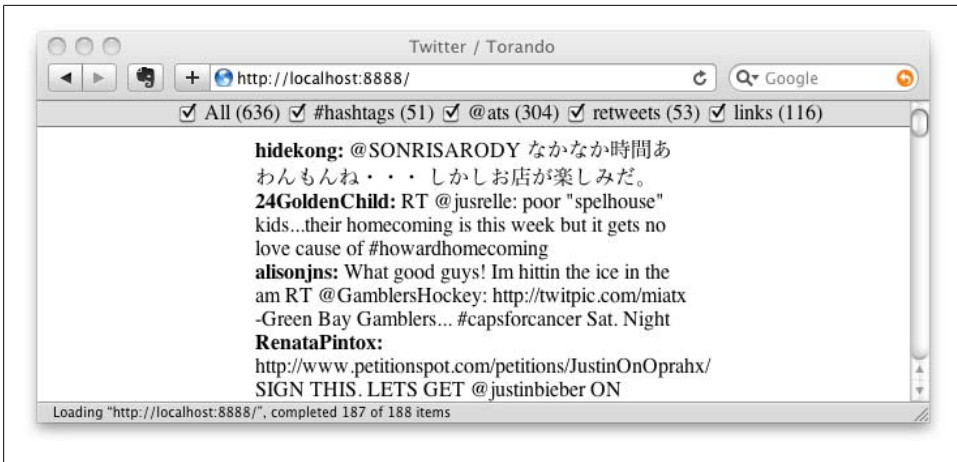 Twitter / Torando
http://localhost:8888/
Google
All (636) #hashtags (51) @ats (304) retweets (53) links (116)
hidekong: @SONRISARODY なかなか時間あ
わんもんね・・・ しかしお店が楽しみだ。
24GoldenChild: RT @jusrelle: poor "spelhouse"
kids...their homecoming is this week but it gets no
love cause of #howardhomecoming
alisonjns: What good guys! Im hittin the ice in the
am RT @GamblersHockey: http://twitpic.com/miatx
-Green Bay Gamblers... #capsforcancer Sat. Night
RenataPintox:
http://www.petitionspot.com/petitions/JustinOnOprahx/
SIGN THIS. LETS GET @justinbieber ON
Loading “http://localhost:8888/”, completed 187 of 188 items